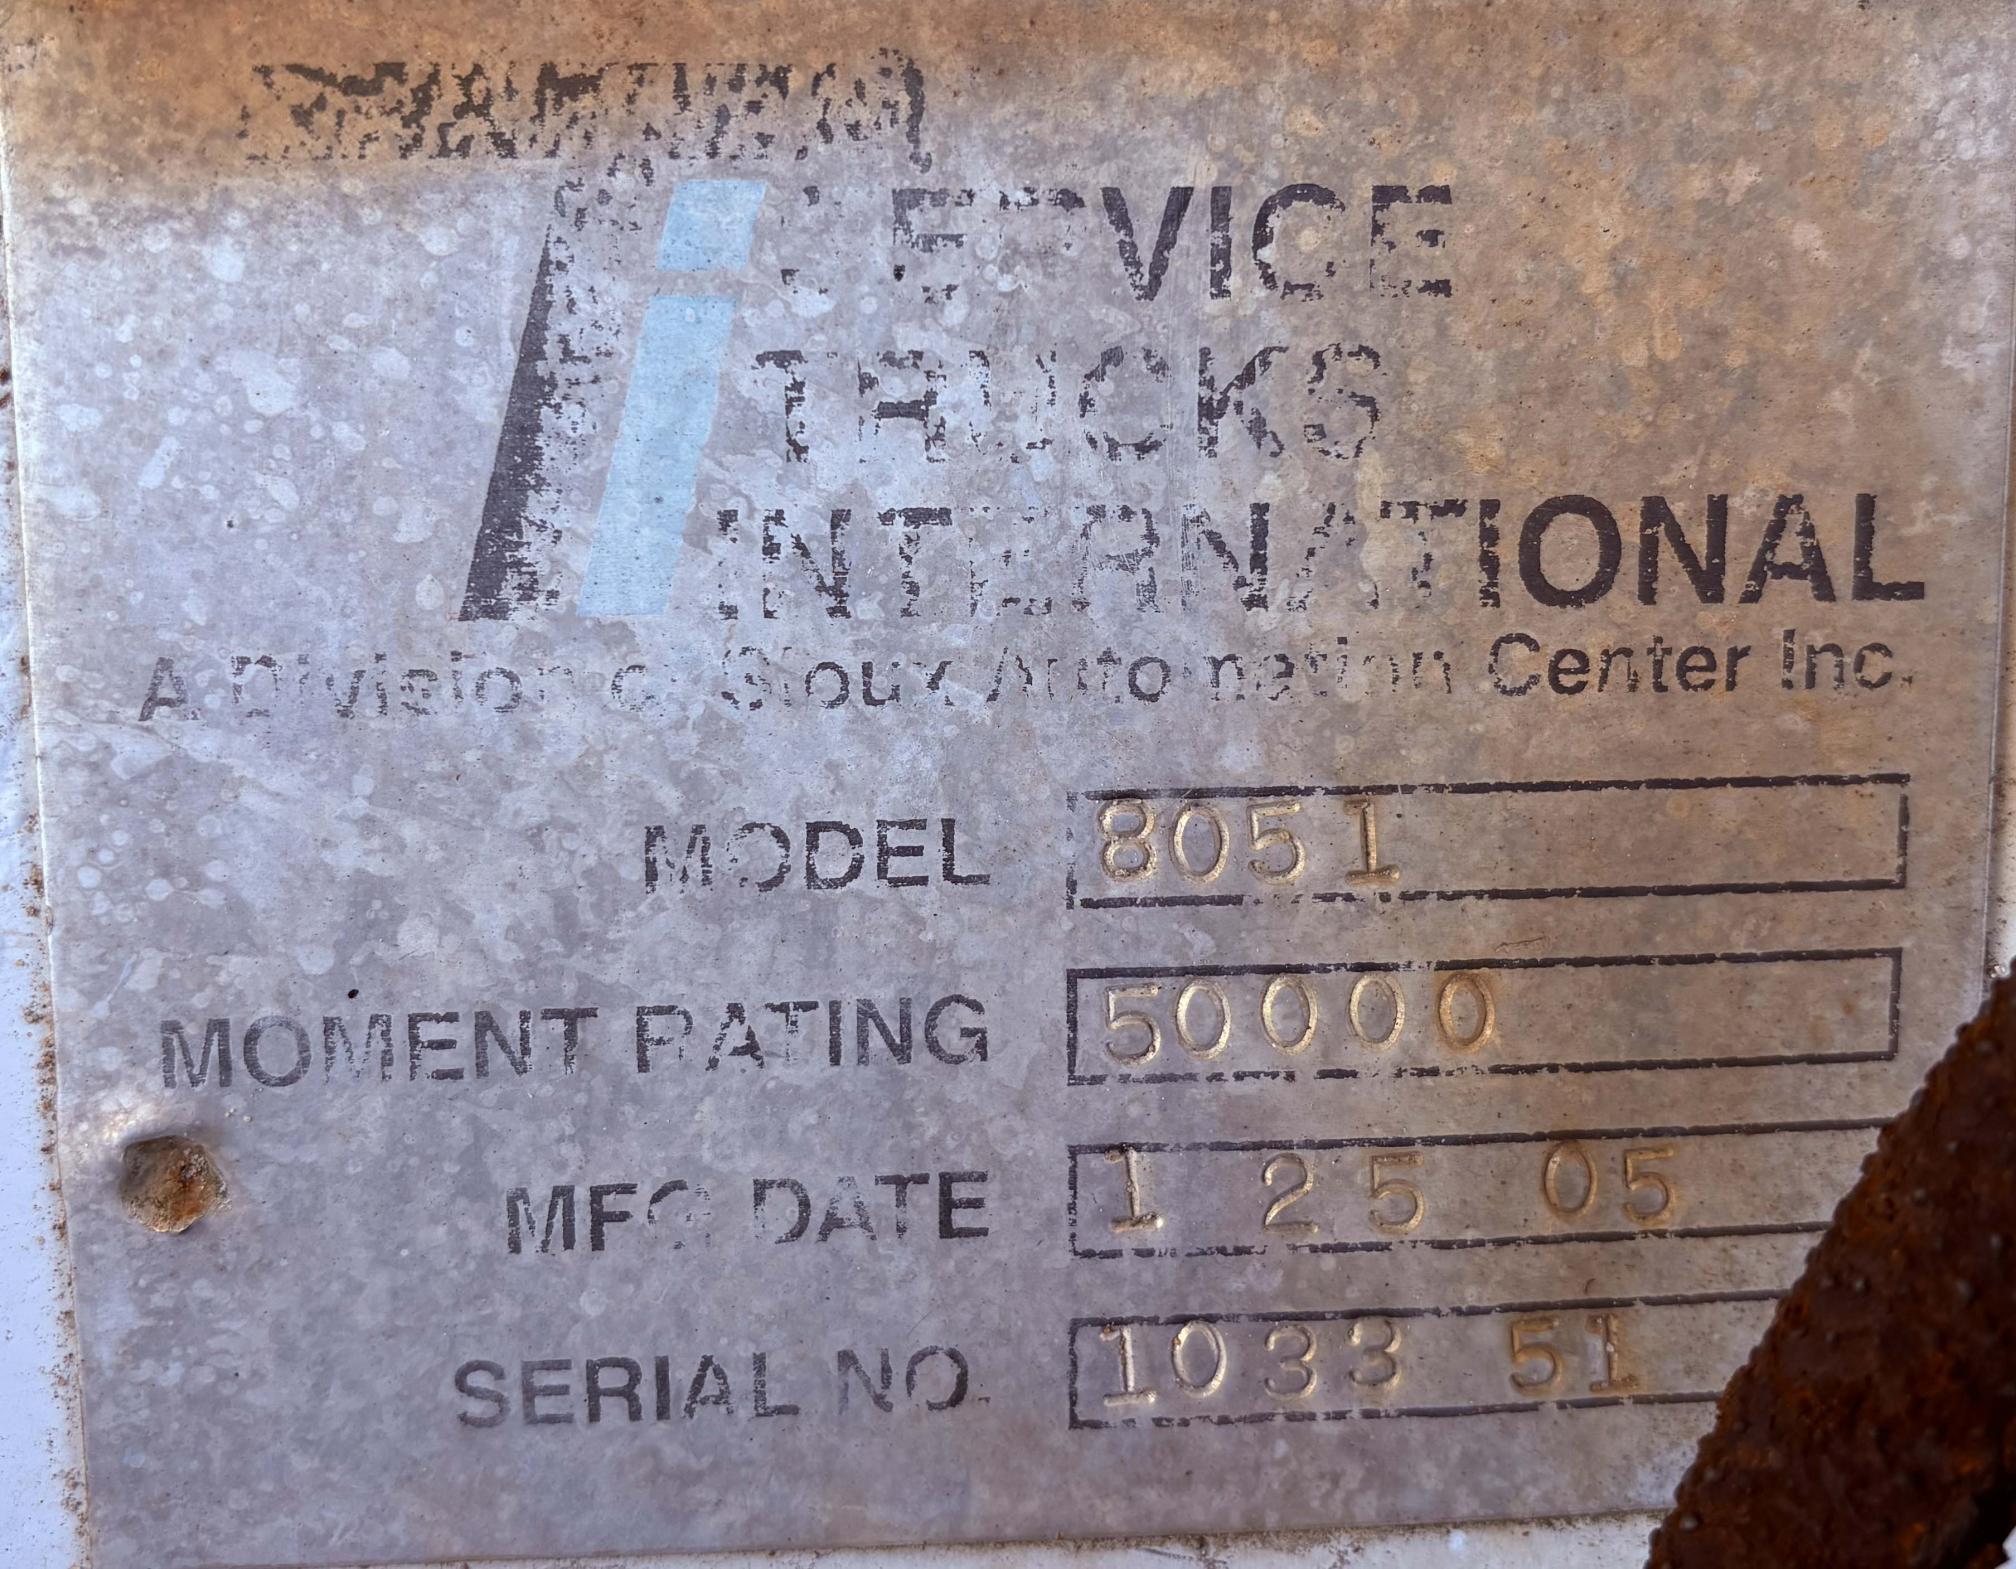 SERVICE
TRUCKS
INTERNATIONAL
A Division of Sioux Automation Center Inc.
MODEL 8051
MOMENT RATING 50000
MFG DATE 1 25 05
SERIAL NO. 1033 51